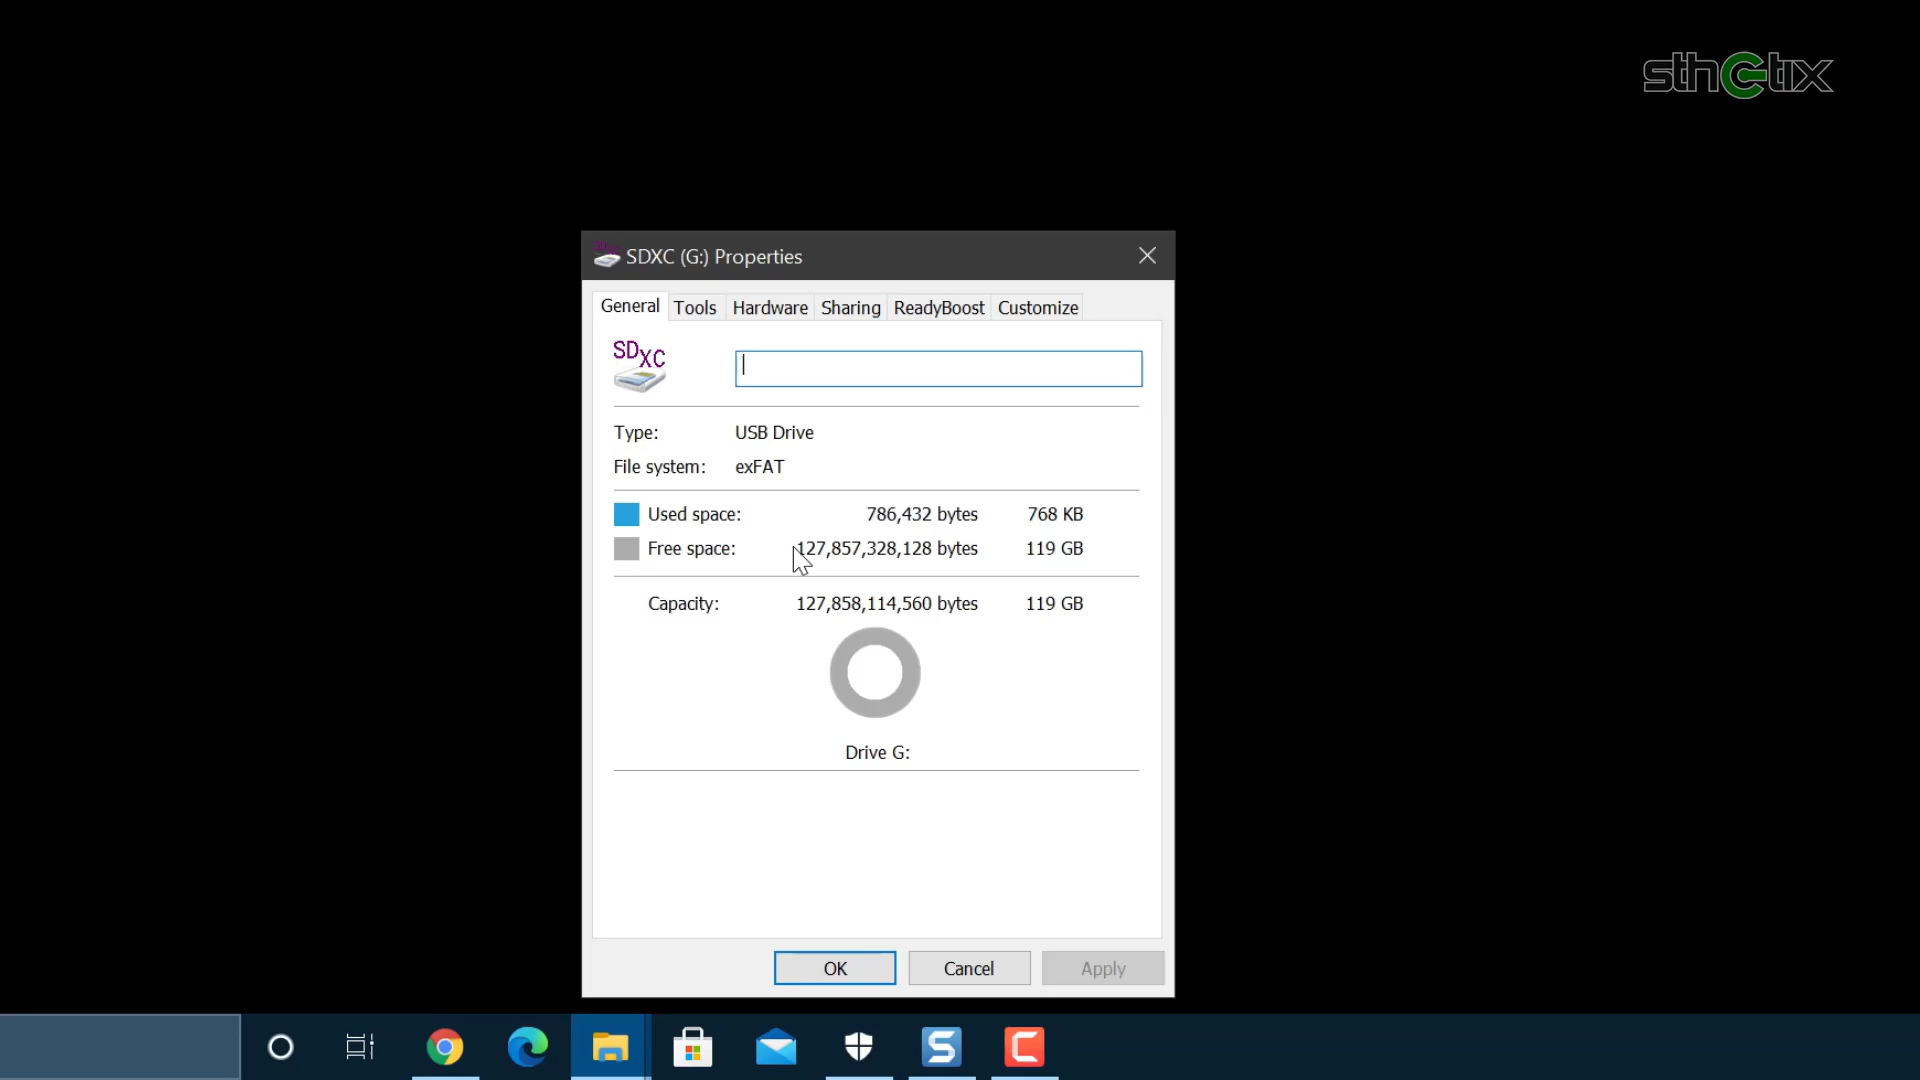 sthetix
SDXC (G:) Properties
General Tools Hardware Sharing ReadyBoost Customize
SDXC
Type: USB Drive
File system: exFAT
Used space: 786,432 bytes 768 KB
Free space: 127,857,328,128 bytes 119 GB
Capacity: 127,858,114,560 bytes 119 GB
Drive G:
OK Cancel Apply